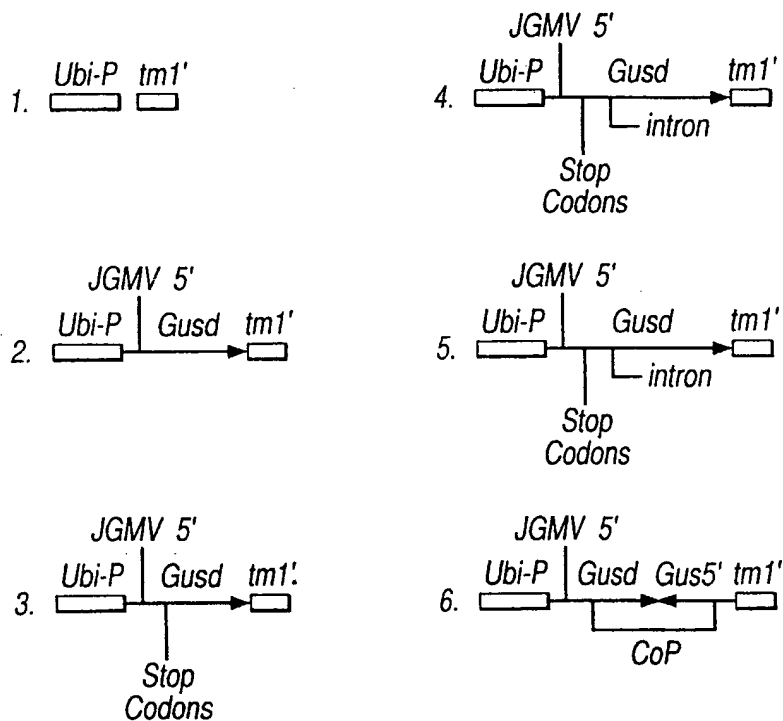 1.
Ubi-P tm1'
2.
JGMV 5'
Ubi-P Gusd tm1'
3.
JGMV 5'
Ubi-P Gusd tm1'.
Stop
Codons
4.
JGMV 5'
Ubi-P Gusd tm1'
intron
Stop
Codons
5.
JGMV 5'
Ubi-P Gusd tm1'
intron
Stop
Codons
6.
JGMV 5'
Ubi-P Gusd Gus5' tm1'
CoP